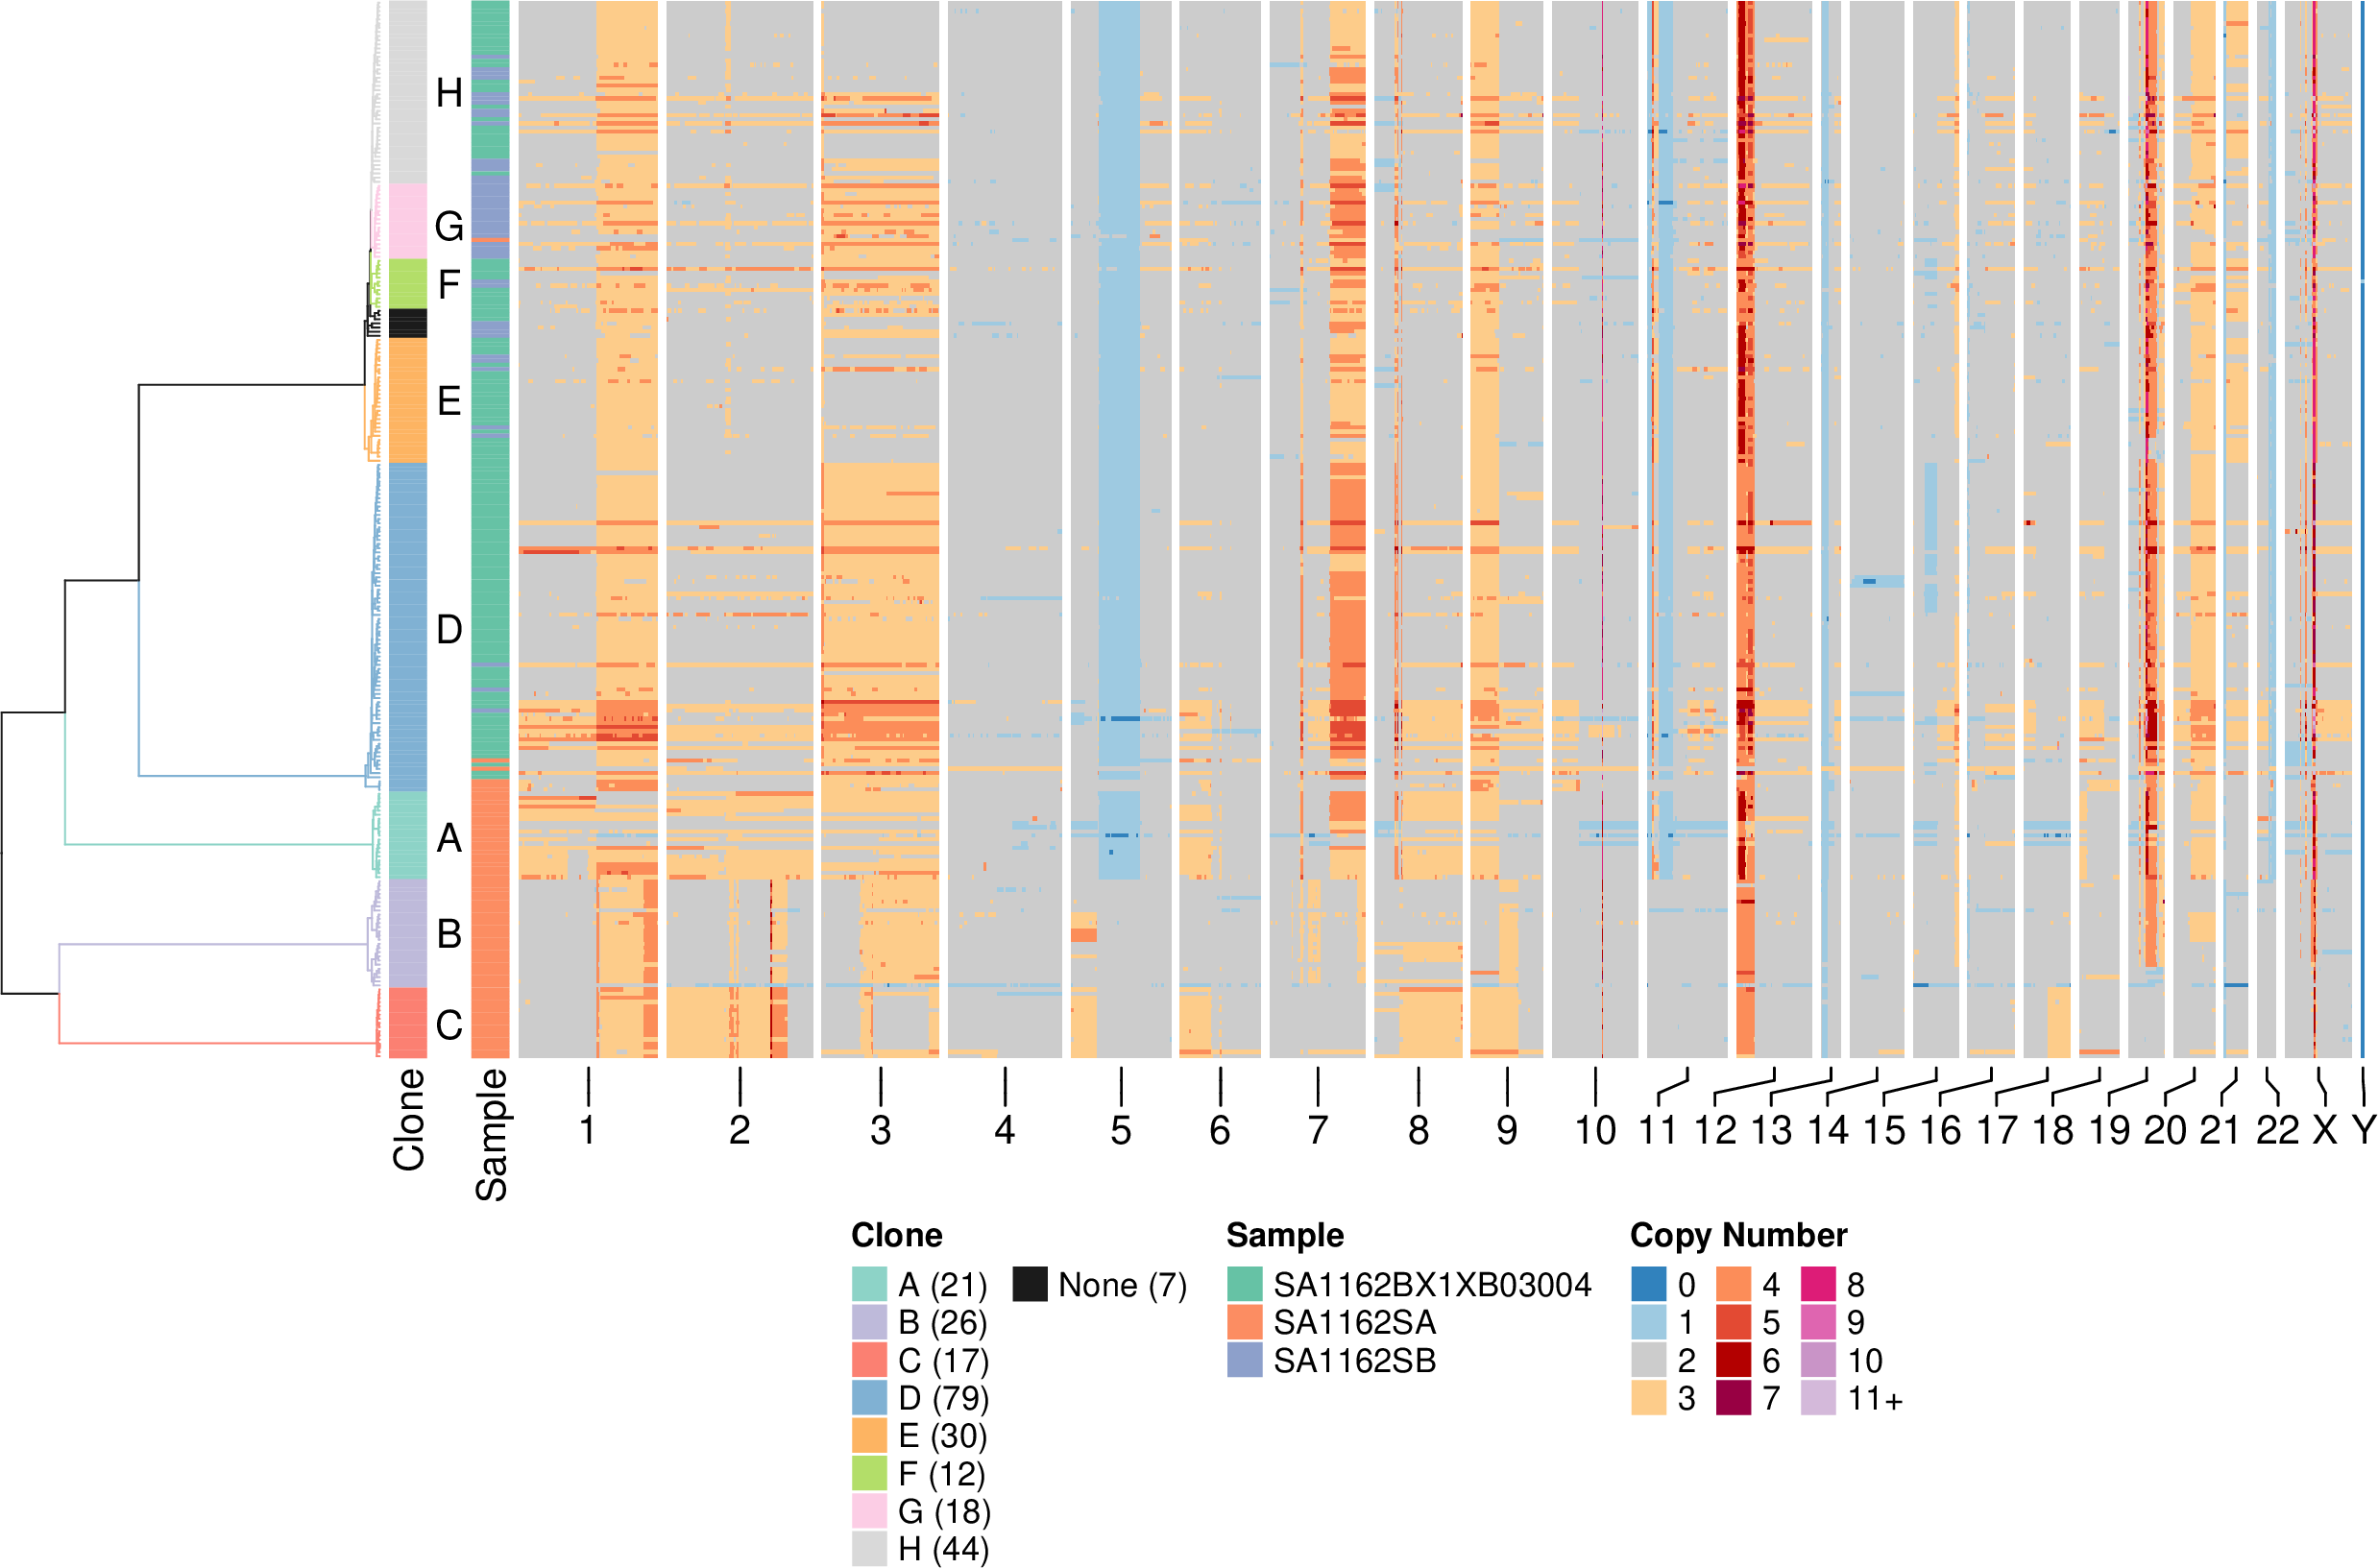 H
G
F
E
D
A
B
C
Clone
Sample
1 2 3 4 5 6 7 8 9 10 11 12 13 14 15 16 17 18 19 20 21 22 X Y
Clone
A (21)
B (26)
C (17)
D (79)
E (30)
F (12)
G (18)
H (44)
None (7)
Sample
SA1162BX1XB03004
SA1162SA
SA1162SB
Copy Number
0
1
2
3
4
5
6
7
8
9
10
11+